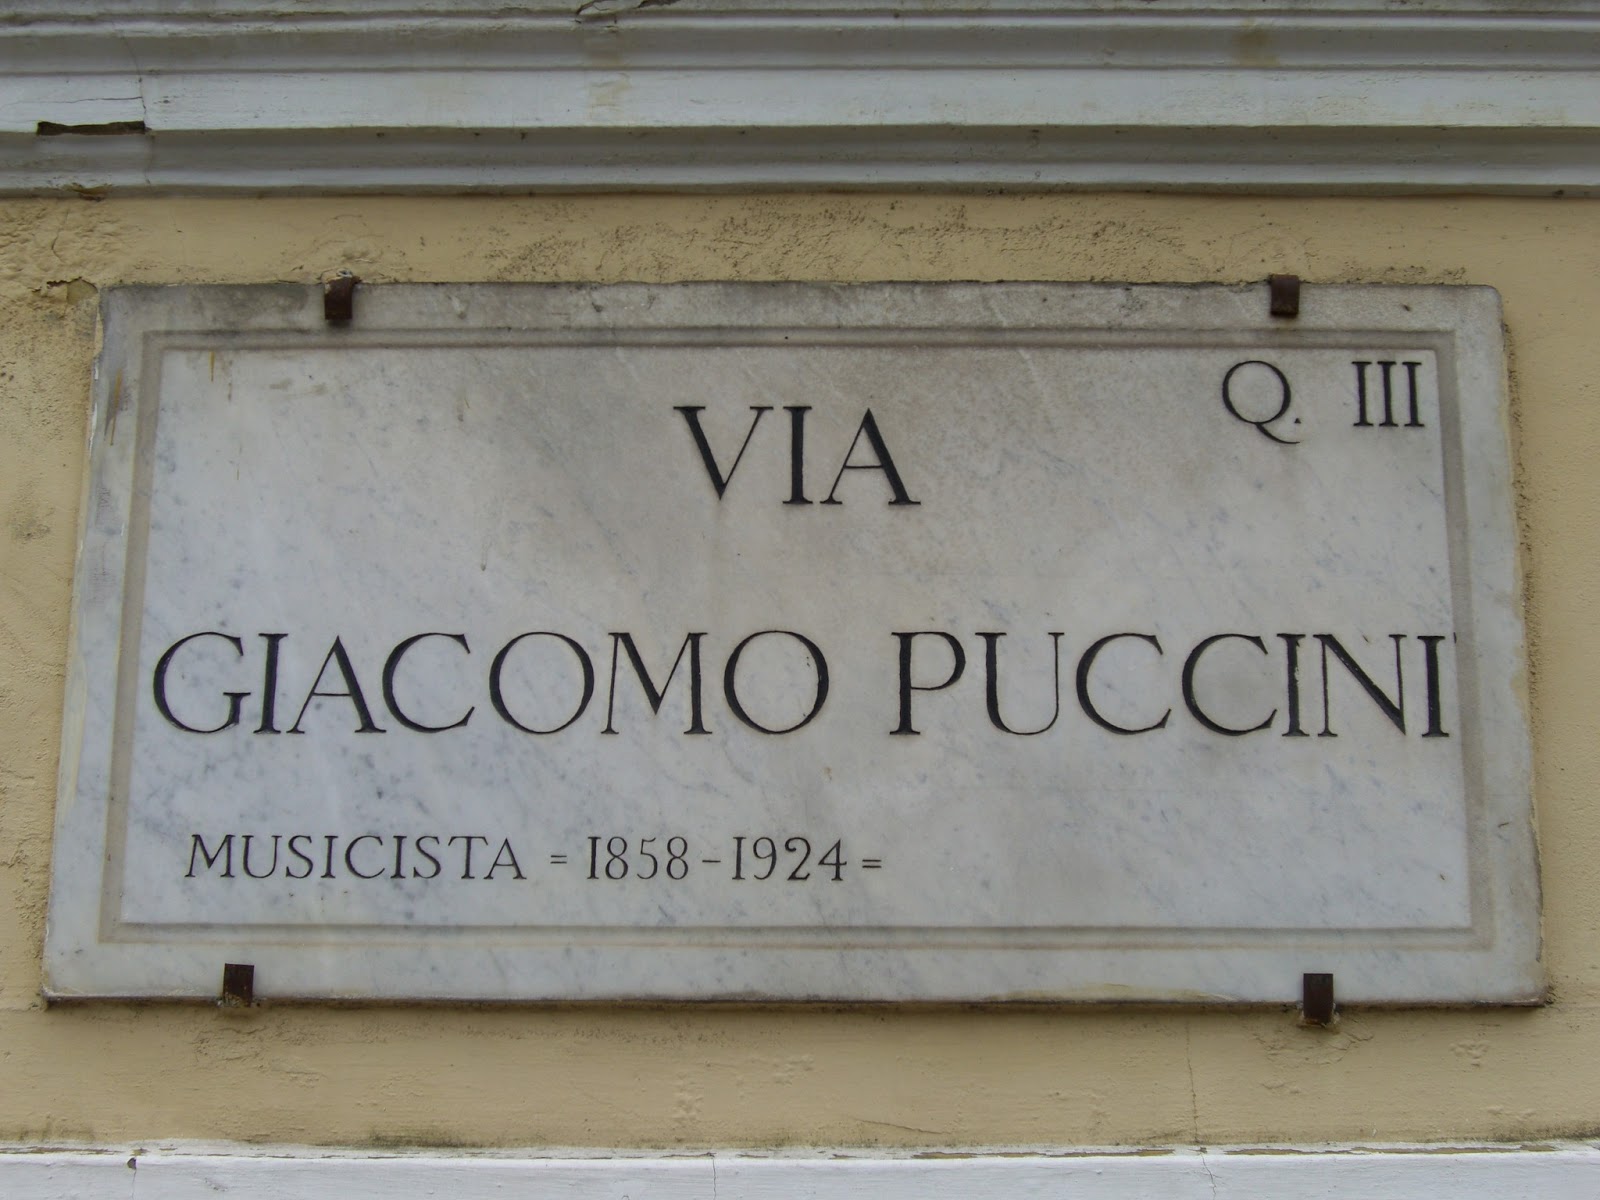 Q. III
VIA
GIACOMO PUCCINI
MUSICISTA = 1858-1924 =